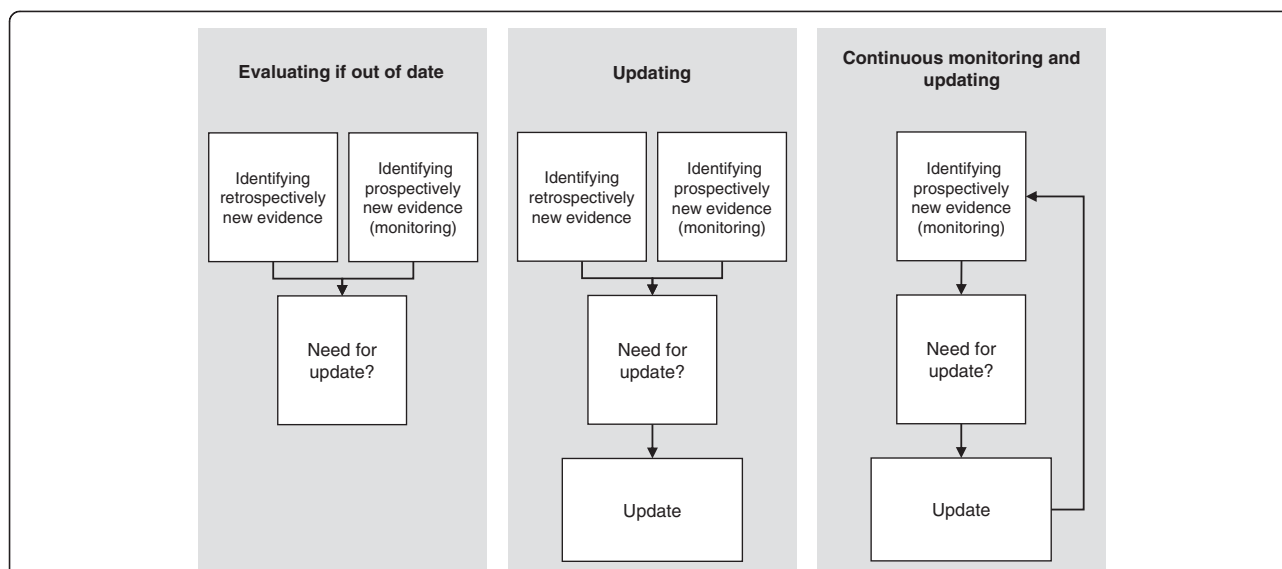 Evaluating if out of date
Identifying
retrospectively
new evidence
Identifying
prospectively
new evidence
(monitoring)
Need for
update?
Updating
Identifying
retrospectively
new evidence
Identifying
prospectively
new evidence
(monitoring)
Need for
update?
Update
Continuous monitoring and
updating
Identifying
prospectively
new evidence
(monitoring)
Need for
update?
Update